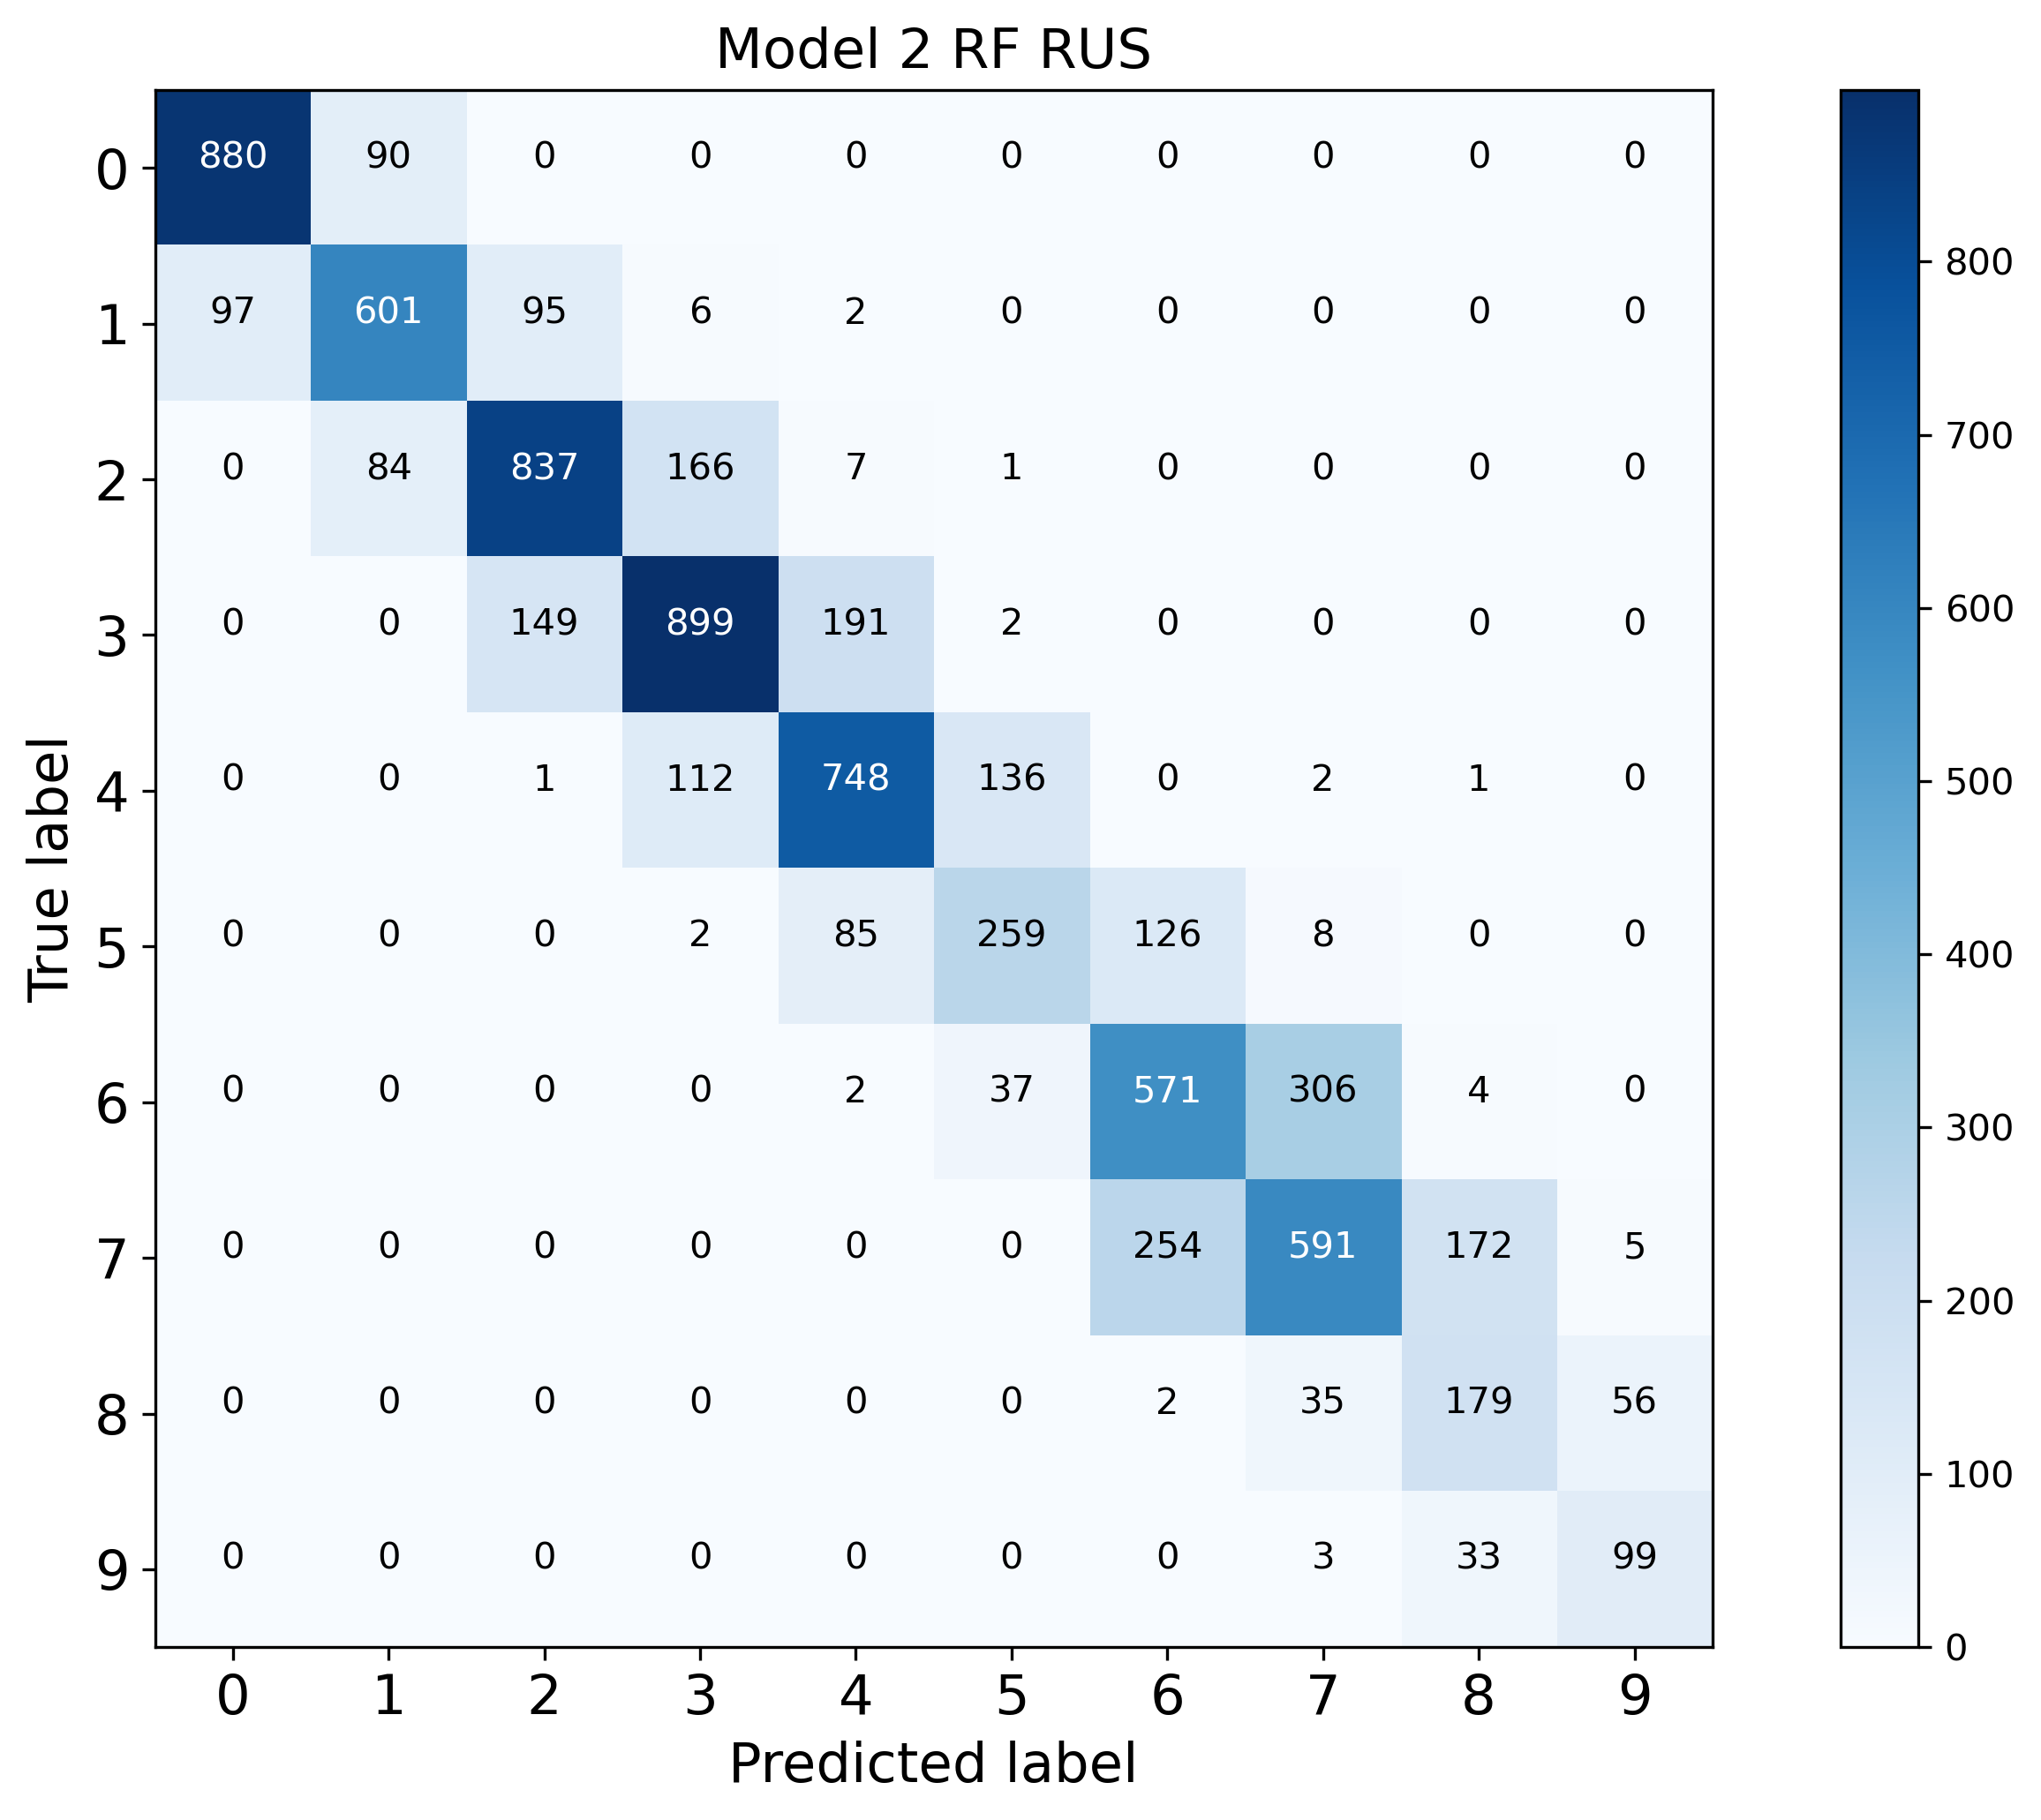 Model 2 RF RUS
0 880 90 0 0 0 0 0 0 0 0
1 97 601 95 6 2 0 0 0 0 0
2 0 84 837 166 7 1 0 0 0 0
3 0 0 149 899 191 2 0 0 0 0
4 0 0 1 112 748 136 0 2 1 0
5 0 0 0 2 85 259 126 8 0 0
6 0 0 0 0 2 37 571 306 4 0
7 0 0 0 0 0 0 254 591 172 5
8 0 0 0 0 0 0 2 35 179 56
9 0 0 0 0 0 0 0 3 33 99
0 1 2 3 4 5 6 7 8 9
Predicted label
True label
800
700
600
500
400
300
200
100
0